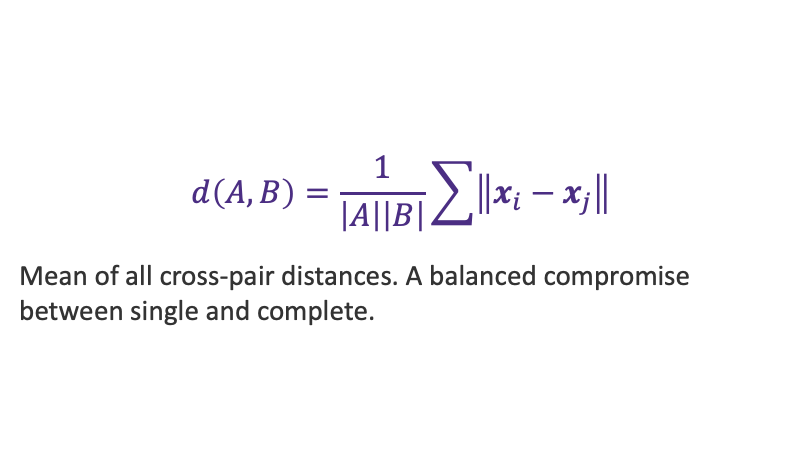 d(A, B) = 1/|A||B| ∑‖xᵢ − xⱼ‖
Mean of all cross-pair distances. A balanced compromise
between single and complete.